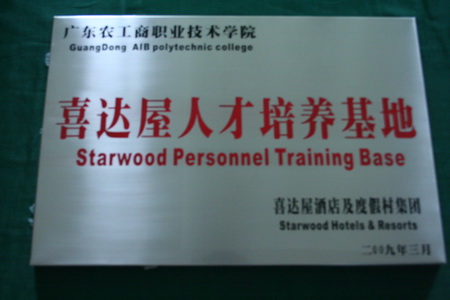 广东农工商职业技术学院
GuangDong AIB polytechnic college
喜达屋人才培养基地
Starwood Personnel Training Base
喜达屋酒店及度假村集团
Starwood Hotels & Resorts
二00九年三月